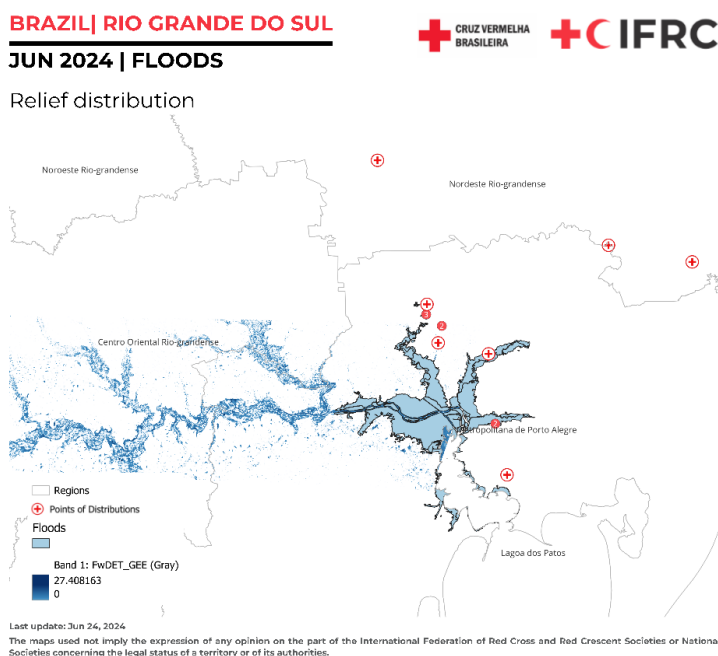 BRAZIL| RIO GRANDE DO SUL
JUN 2024 | FLOODS
Relief distribution
CRUZ VERMELHA
BRASILEIRA
IFRC
Noroeste Rio-grandense
Nordeste Rio-grandense
3
2
Centro Oriental Rio-grandense
2
Metropolitana de Porto Alegre
Regions
Points of Distributions
Floods
Lagoa dos Patos
Band 1: FwDET_GEE (Gray)
27.408163
0
Last update: Jun 24, 2024
The maps used not imply the expression of any opinion on the part of the International Federation of Red Cross and Red Crescent Societies or Nationa
Societies concerning the legal status of a territory or of its authorities.